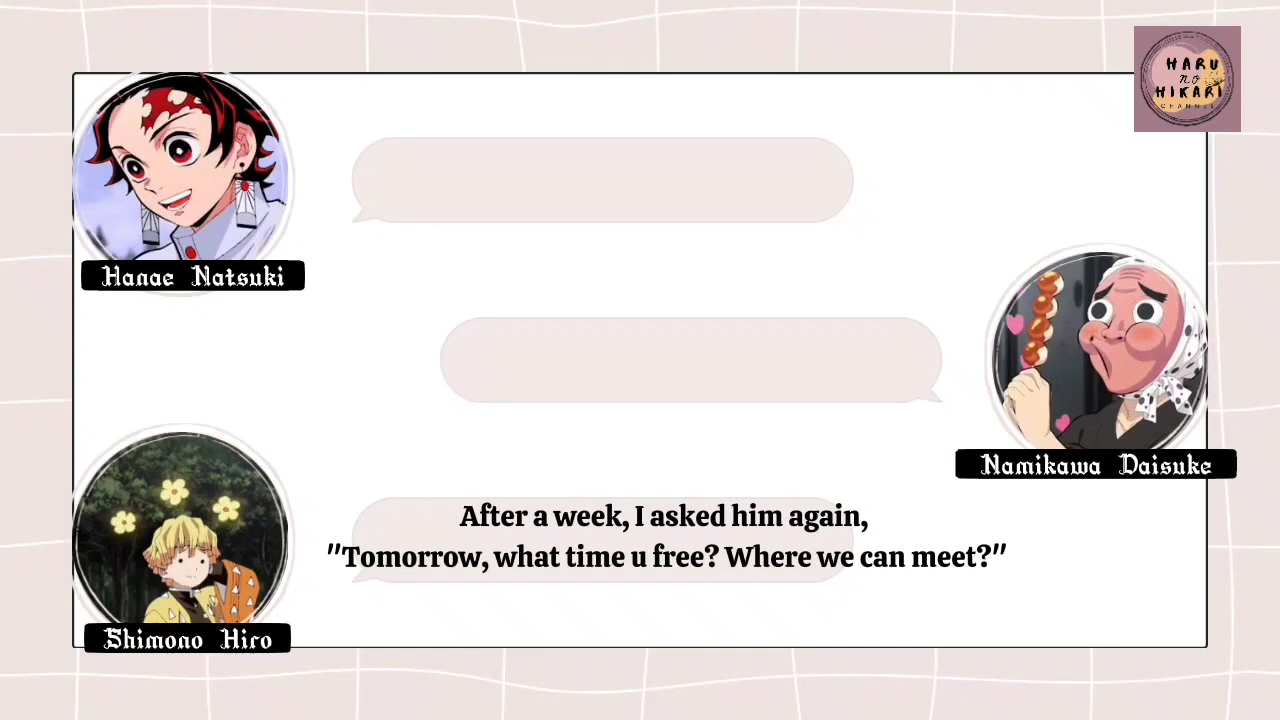 HARU
no
HIKARI
CHANNEL
Hanae Natsuki
Namikawa Daisuke
After a week, I asked him again,
"Tomorrow, what time u free? Where we can meet?"
Shimono Hiro